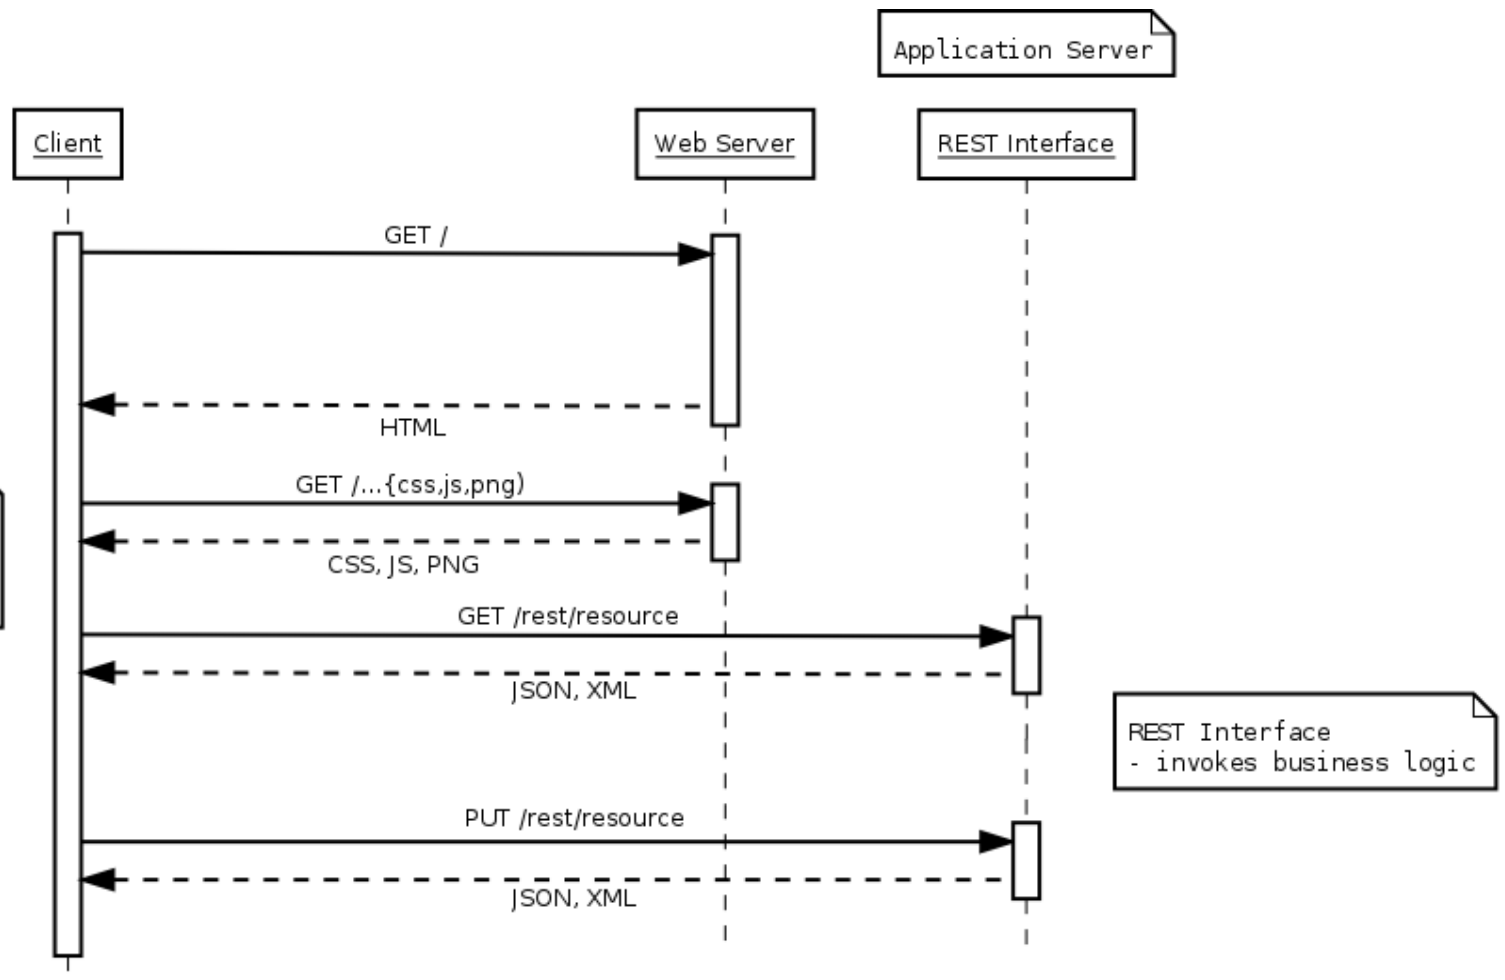 Application Server
Client
Web Server
REST Interface
GET /
HTML
GET /...{css,js,png)
CSS, JS, PNG
GET /rest/resource
JSON, XML
REST Interface
- invokes business logic
PUT /rest/resource
JSON, XML